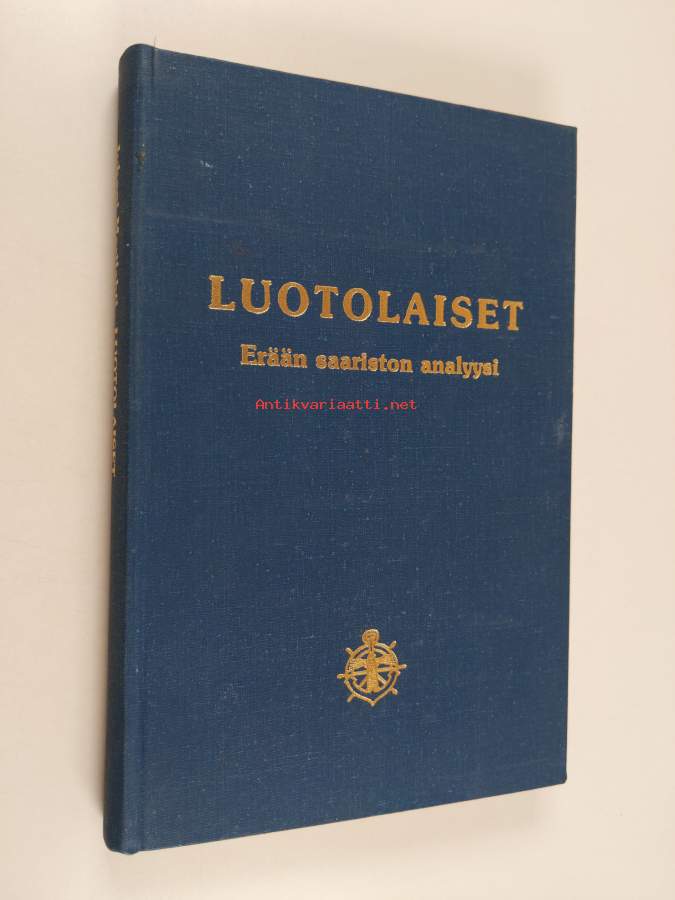 LUOTOLAISET
Erään saariston analyysi
Antikvariaatti.net
LUOTOLAISET